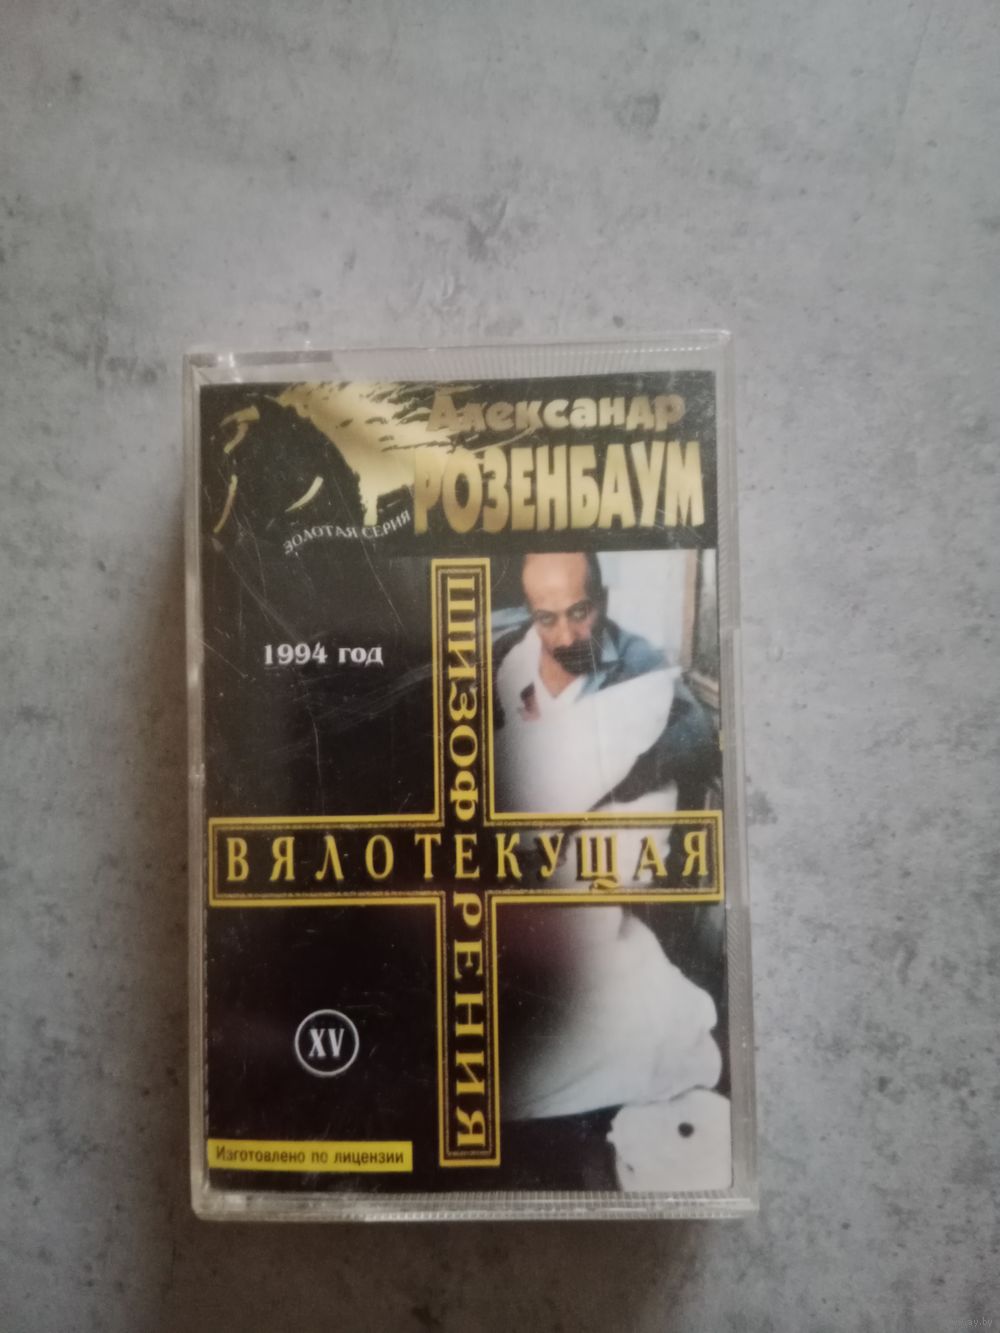 Александр
РОЗЕНБАУМ
ЗОЛОТАЯ СЕРИЯ
1994 год
ШИЗОФРЕНИЯ
ВЯЛОТЕКУЩАЯ
XV
Изготовлено по лицензии